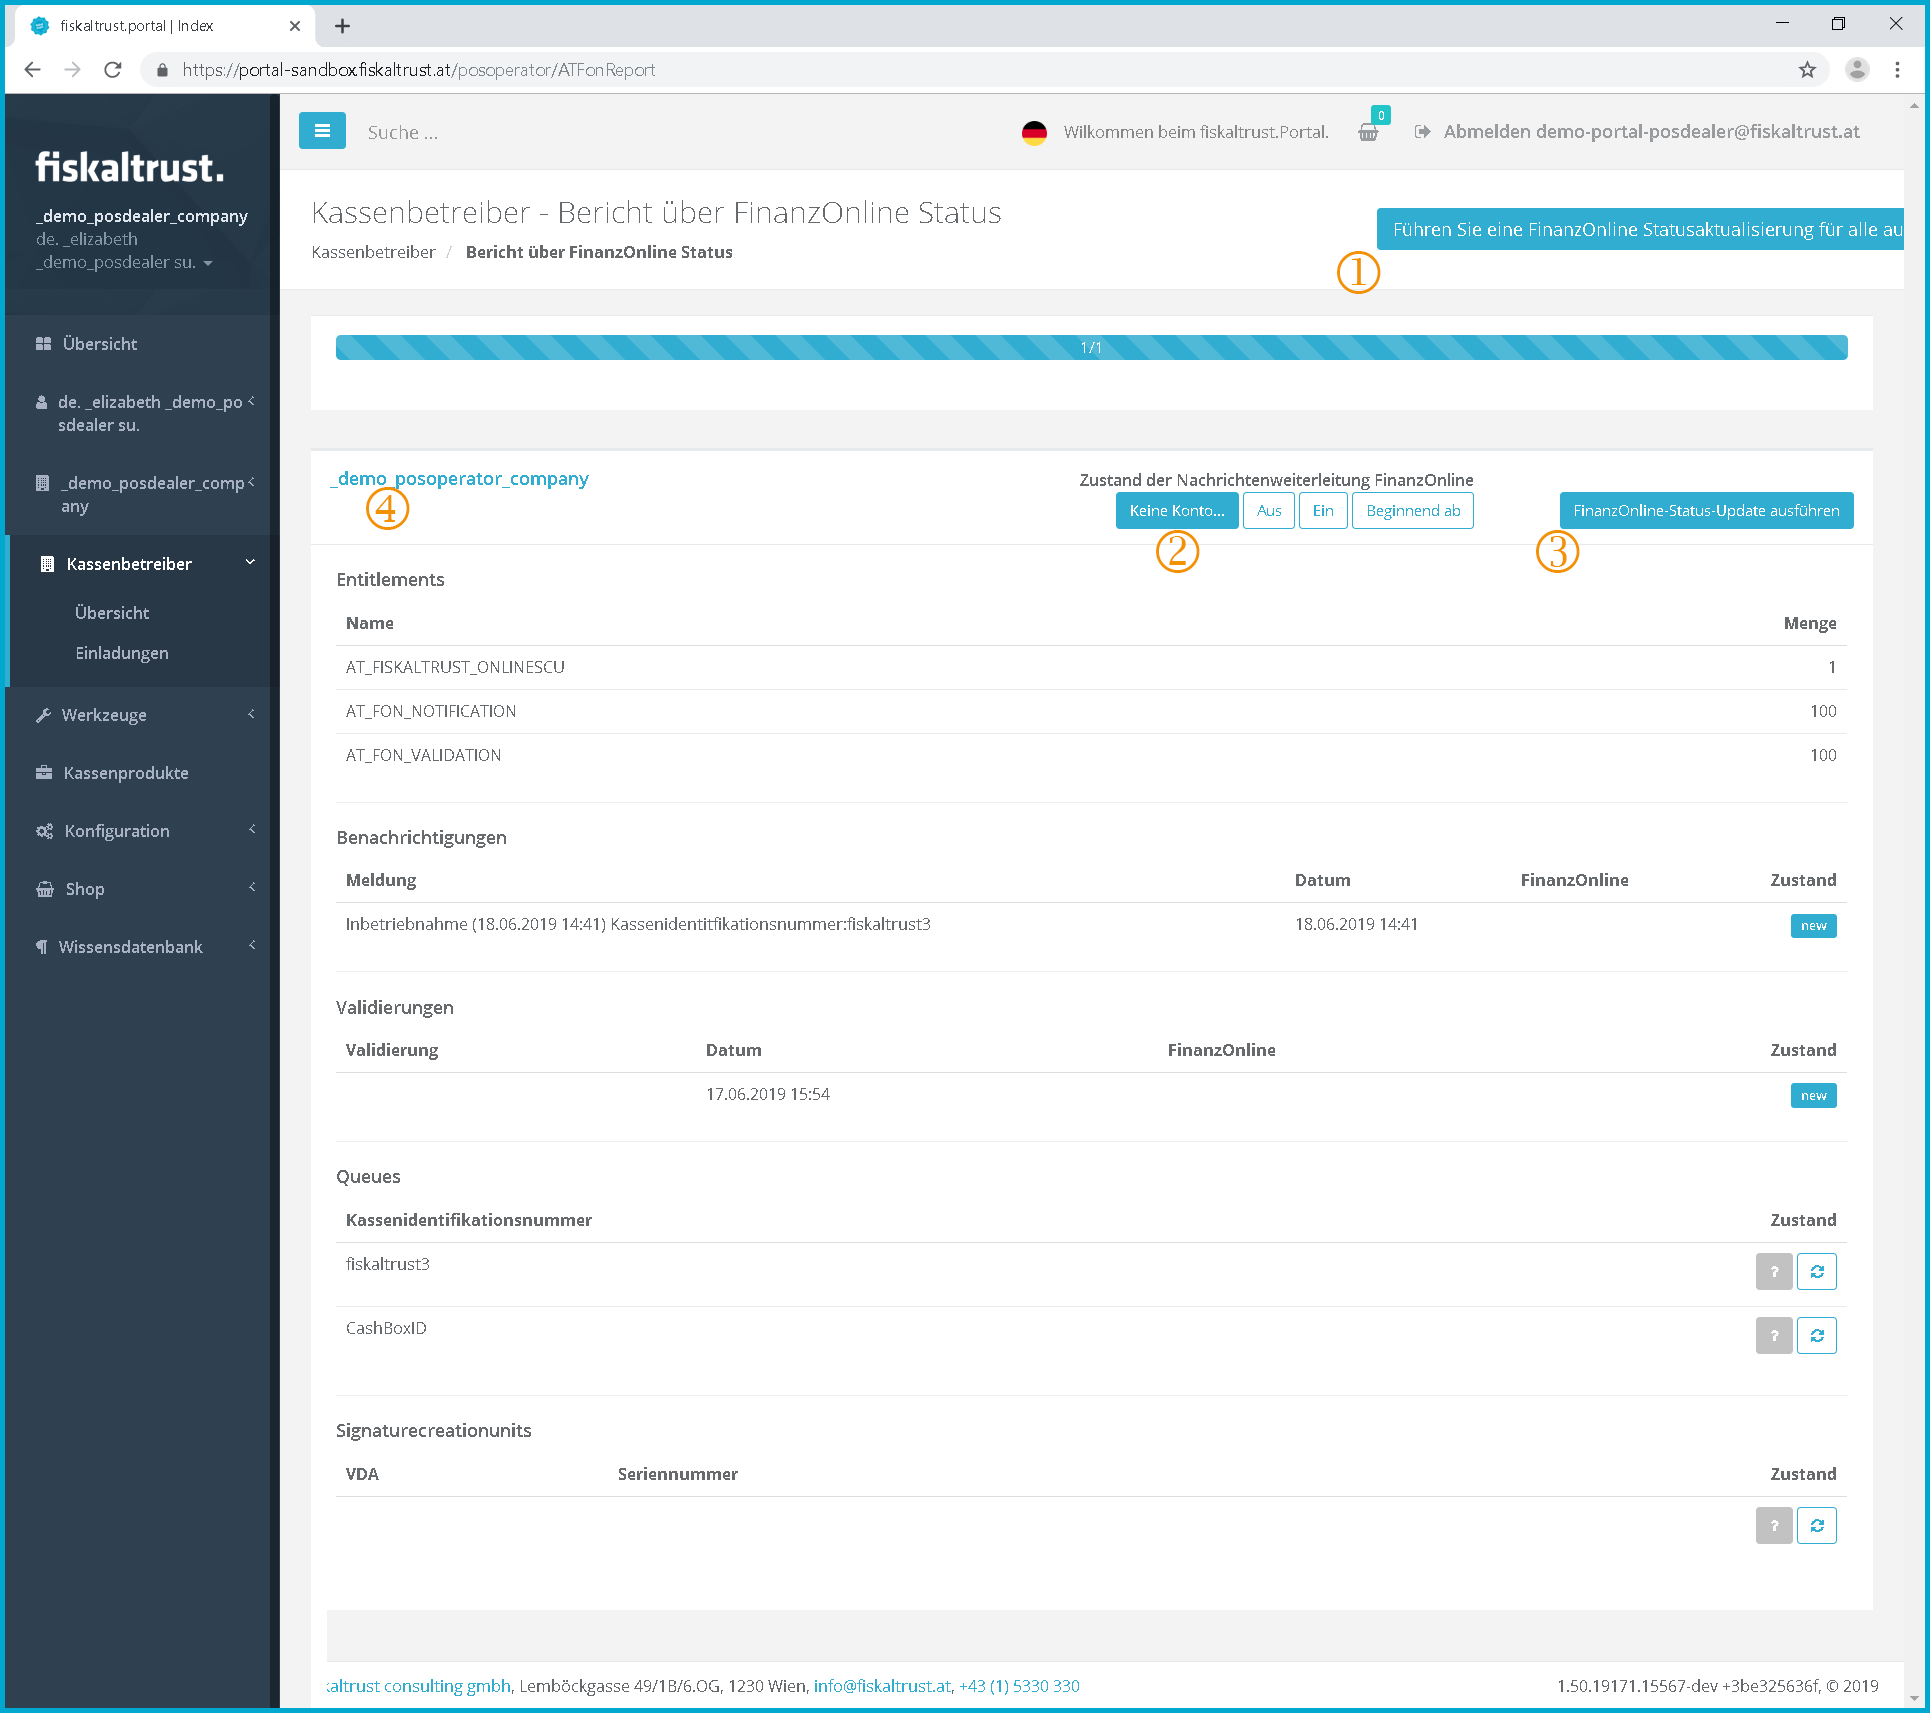 fiskaltrust.portal | Index
https://portal-sandbox.fiskaltrust.at/posoperator/ATFonReport
fiskaltrust.
_demo_posdealer_company
de. _elizabeth
_demo_posdealer su.
Übersicht
de. _elizabeth _demo_po
sdealer su.
_demo_posdealer_comp
any
Kassenbetreiber
Übersicht
Einladungen
Werkzeuge
Kassenprodukte
Konfiguration
Shop
Wissensdatenbank
Suche ...
Wilkommen beim fiskaltrust.Portal.
0
Abmelden demo-portal-posdealer@fiskaltrust.at
Kassenbetreiber - Bericht über FinanzOnline Status
Kassenbetreiber / Bericht über FinanzOnline Status
Führen Sie eine FinanzOnline Statusaktualisierung für alle au
①
1/1
_demo_posoperator_company
④
Zustand der Nachrichtenweiterleitung FinanzOnline
Keine Konto... Aus Ein Beginnend ab
②
FinanzOnline-Status-Update ausführen
③
Entitlements
Name Menge
AT_FISKALTRUST_ONLINESCU 1
AT_FON_NOTIFICATION 100
AT_FON_VALIDATION 100
Benachrichtigungen
Meldung Datum FinanzOnline Zustand
Inbetriebnahme (18.06.2019 14:41) Kassenidentitfikationsnummer:fiskaltrust3 18.06.2019 14:41 new
Validierungen
Validierung Datum FinanzOnline Zustand
17.06.2019 15:54 new
Queues
Kassenidentifikationsnummer Zustand
fiskaltrust3 ?
CashBoxID ?
Signaturecreationunits
VDA Seriennummer Zustand
?
kaltrust consulting gmbh, Lemböckgasse 49/1B/6.OG, 1230 Wien, info@fiskaltrust.at, +43 (1) 5330 330
1.50.19171.15567-dev +3be325636f, © 2019